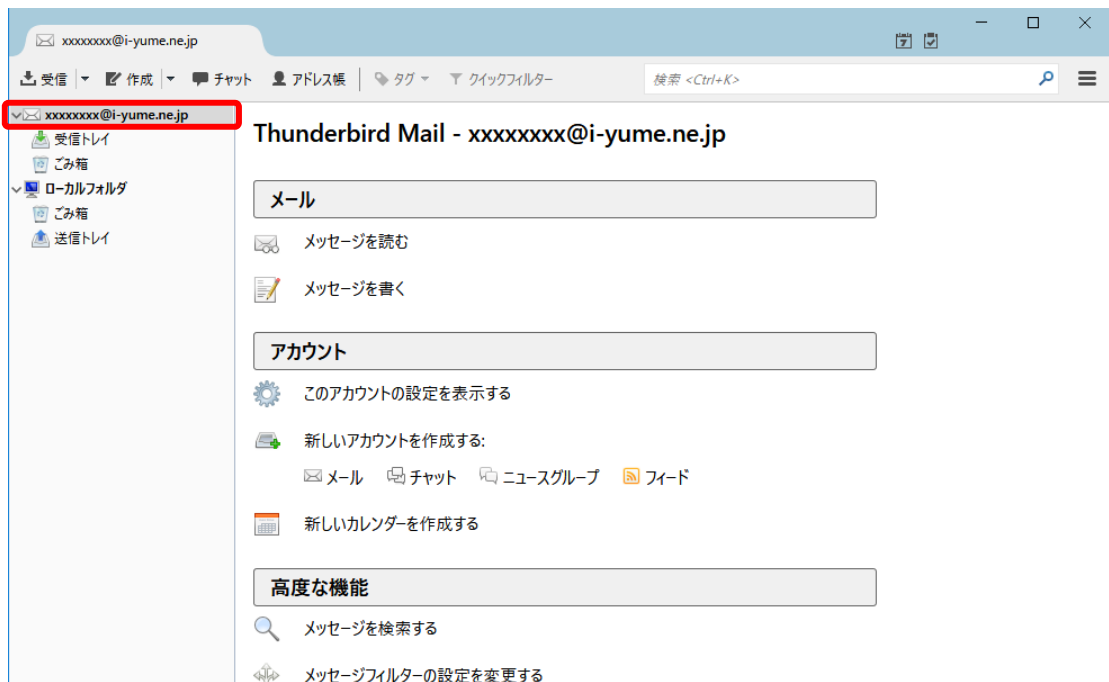 xxxxxxxx@i-yume.ne.jp
7
受信 作成 チャット アドレス帳 タグ クイックフィルター 検索 <Ctrl+K>
xxxxxxxx@i-yume.ne.jp
受信トレイ
ごみ箱
ローカルフォルダ
ごみ箱
送信トレイ
Thunderbird Mail - xxxxxxxx@i-yume.ne.jp
メール
メッセージを読む
メッセージを書く
アカウント
このアカウントの設定を表示する
新しいアカウントを作成する:
メール チャット ニュースグループ フィード
新しいカレンダーを作成する
高度な機能
メッセージを検索する
メッセージフィルターの設定を変更する